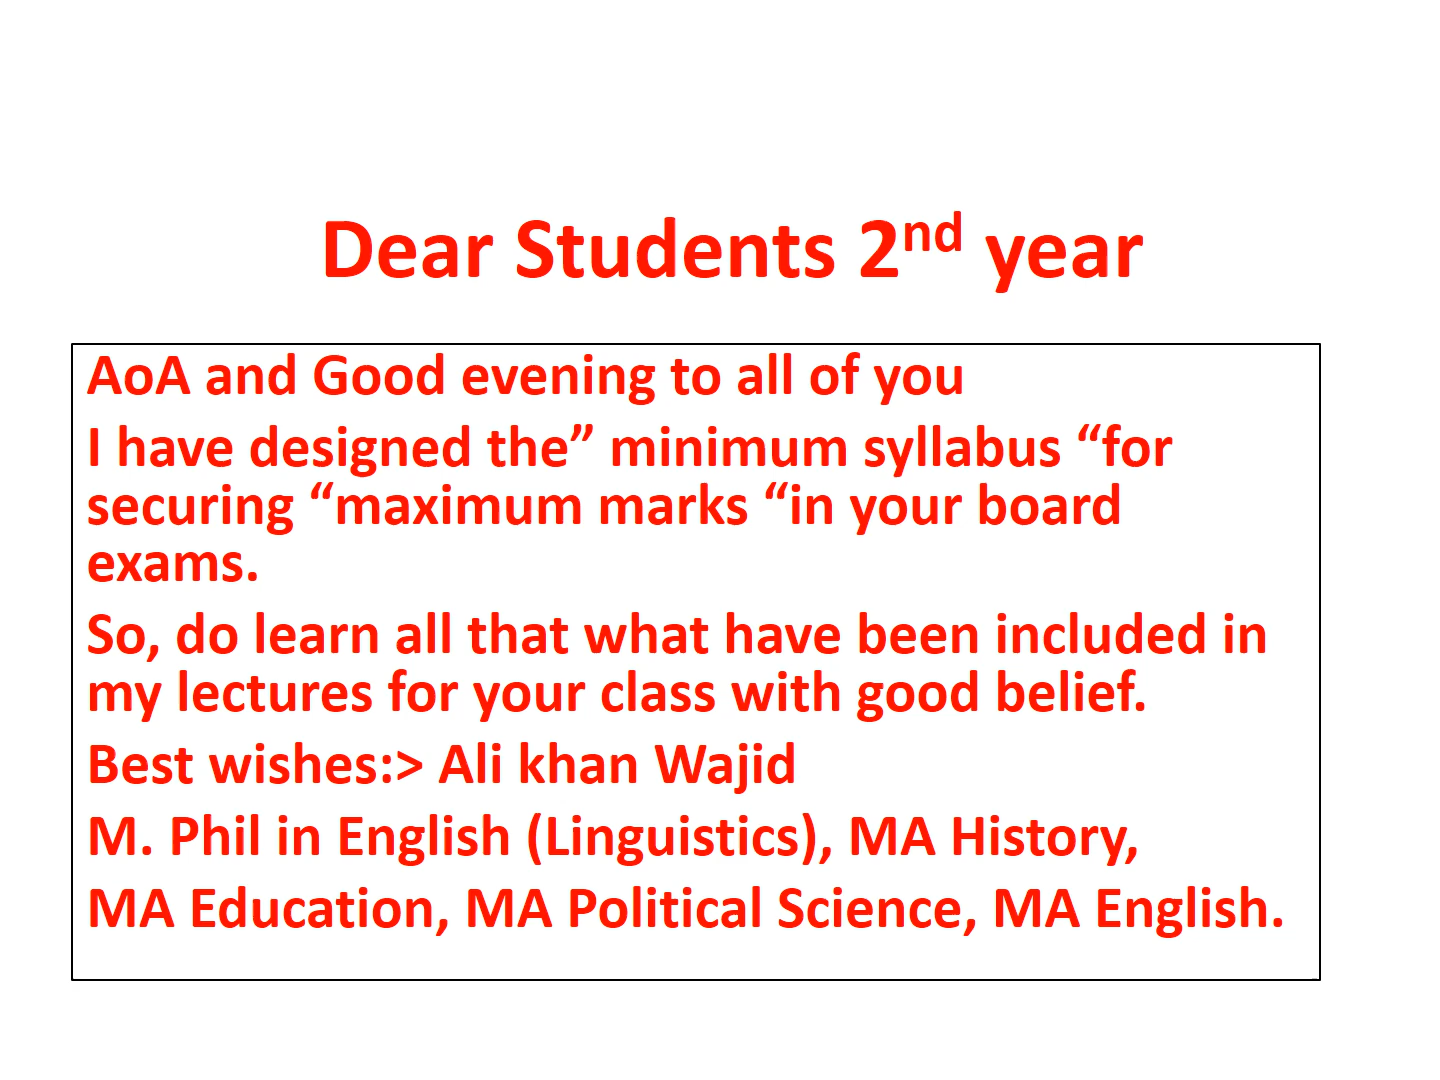 Dear Students 2nd year
AoA and Good evening to all of you
I have designed the” minimum syllabus “for
securing “maximum marks “in your board
exams.
So, do learn all that what have been included in
my lectures for your class with good belief.
Best wishes:> Ali khan Wajid
M. Phil in English (Linguistics), MA History,
MA Education, MA Political Science, MA English.